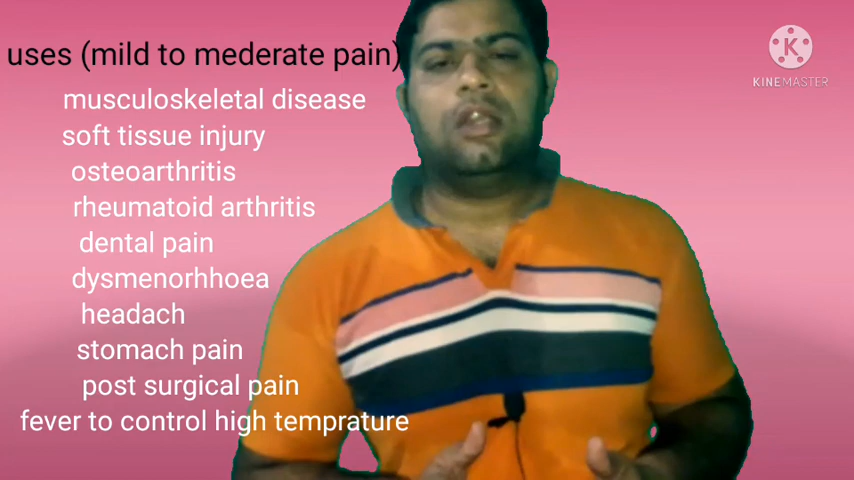 uses (mild to mederate pain)
musculoskeletal disease
soft tissue injury
osteoarthritis
rheumatoid arthritis
dental pain
dysmenorhhoea
headach
stomach pain
post surgical pain
fever to control high temprature
K
KINEMASTER